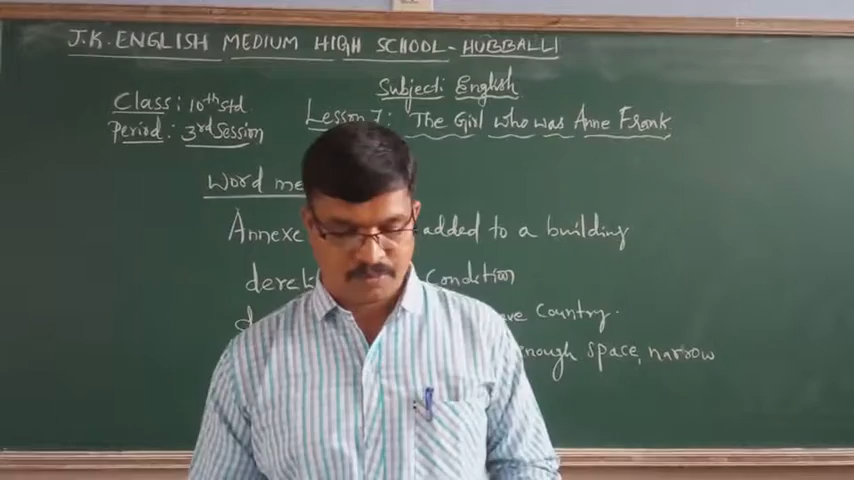 J.K. ENGLISH MEDIUM HIGH SCHOOL - HUBBALLI
Subject: English
Class: 10th std
Lesson 7: The Girl Who was Anne Frank
Period: 3rd Session
Word
Annexe added to a building
condition
country.
enough space, narrow